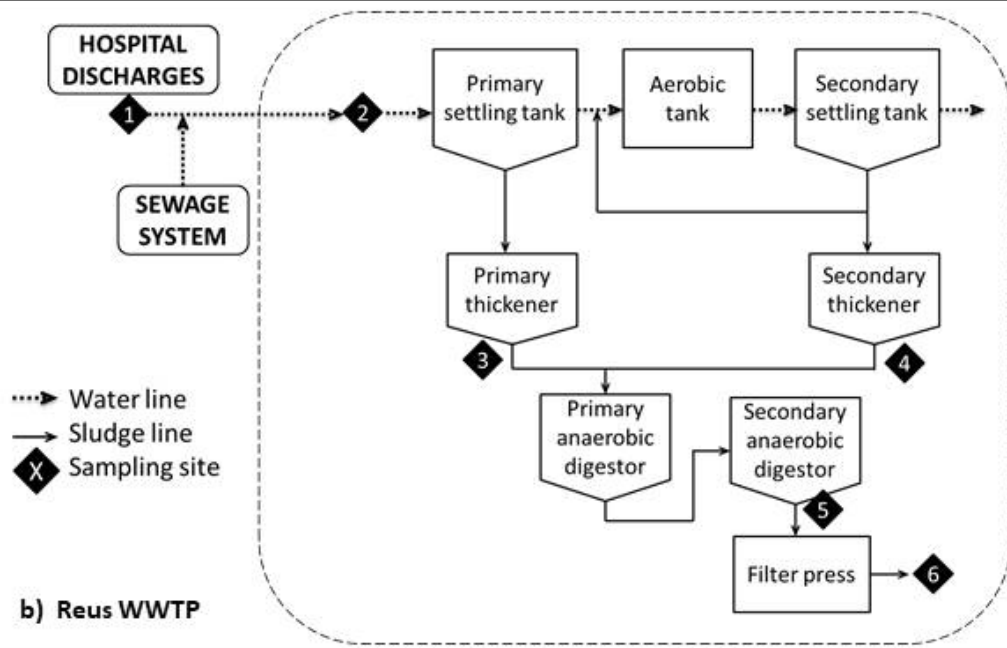 HOSPITAL
DISCHARGES
1
2
SEWAGE
SYSTEM
Primary
settling tank
Aerobic
tank
Secondary
settling tank
Primary
thickener
Secondary
thickener
3
4
Primary
anaerobic
digestor
Secondary
anaerobic
digestor
5
Filter press
6
Water line
Sludge line
X Sampling site
b) Reus WWTP